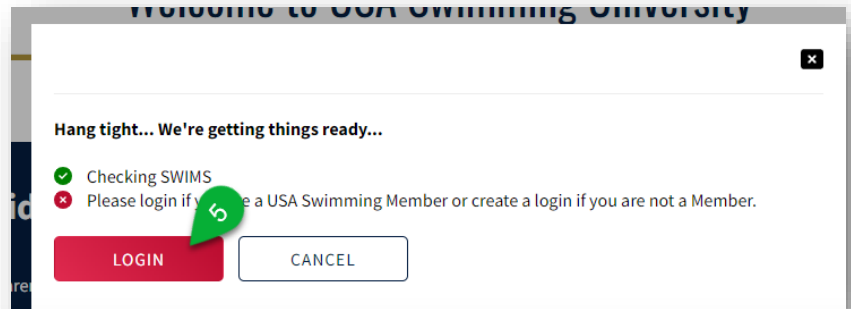 Welcome to USA Swimming University
Hang tight... We're getting things ready...
Checking SWIMS
Please login if e a USA Swimming Member or create a login if you are not a Member.
5
LOGIN
CANCEL